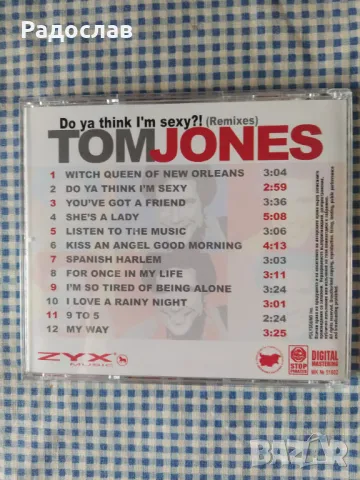 Радослав
Do ya think I'm sexy?! (Remixes)
TOMJONES
1 WITCH QUEEN OF NEW ORLEANS 3:04
2 DO YA THINK I'M SEXY 2:59
3 YOU'VE GOT A FRIEND 3:36
4 SHE'S A LADY 5:08
5 LISTEN TO THE MUSIC 3:06
6 KISS AN ANGEL GOOD MORNING 4:13
7 SPANISH HARLEM 3:03
8 FOR ONCE IN MY LIFE 3:11
9 I'M SO TIRED OF BEING ALONE 3:24
10 I LOVE A RAINY NIGHT 3:01
11 9 TO 5 2:24
12 MY WAY 3:25
ZYX
MUSIC
STOP
DIGITAL
MASTERING
BAZAR